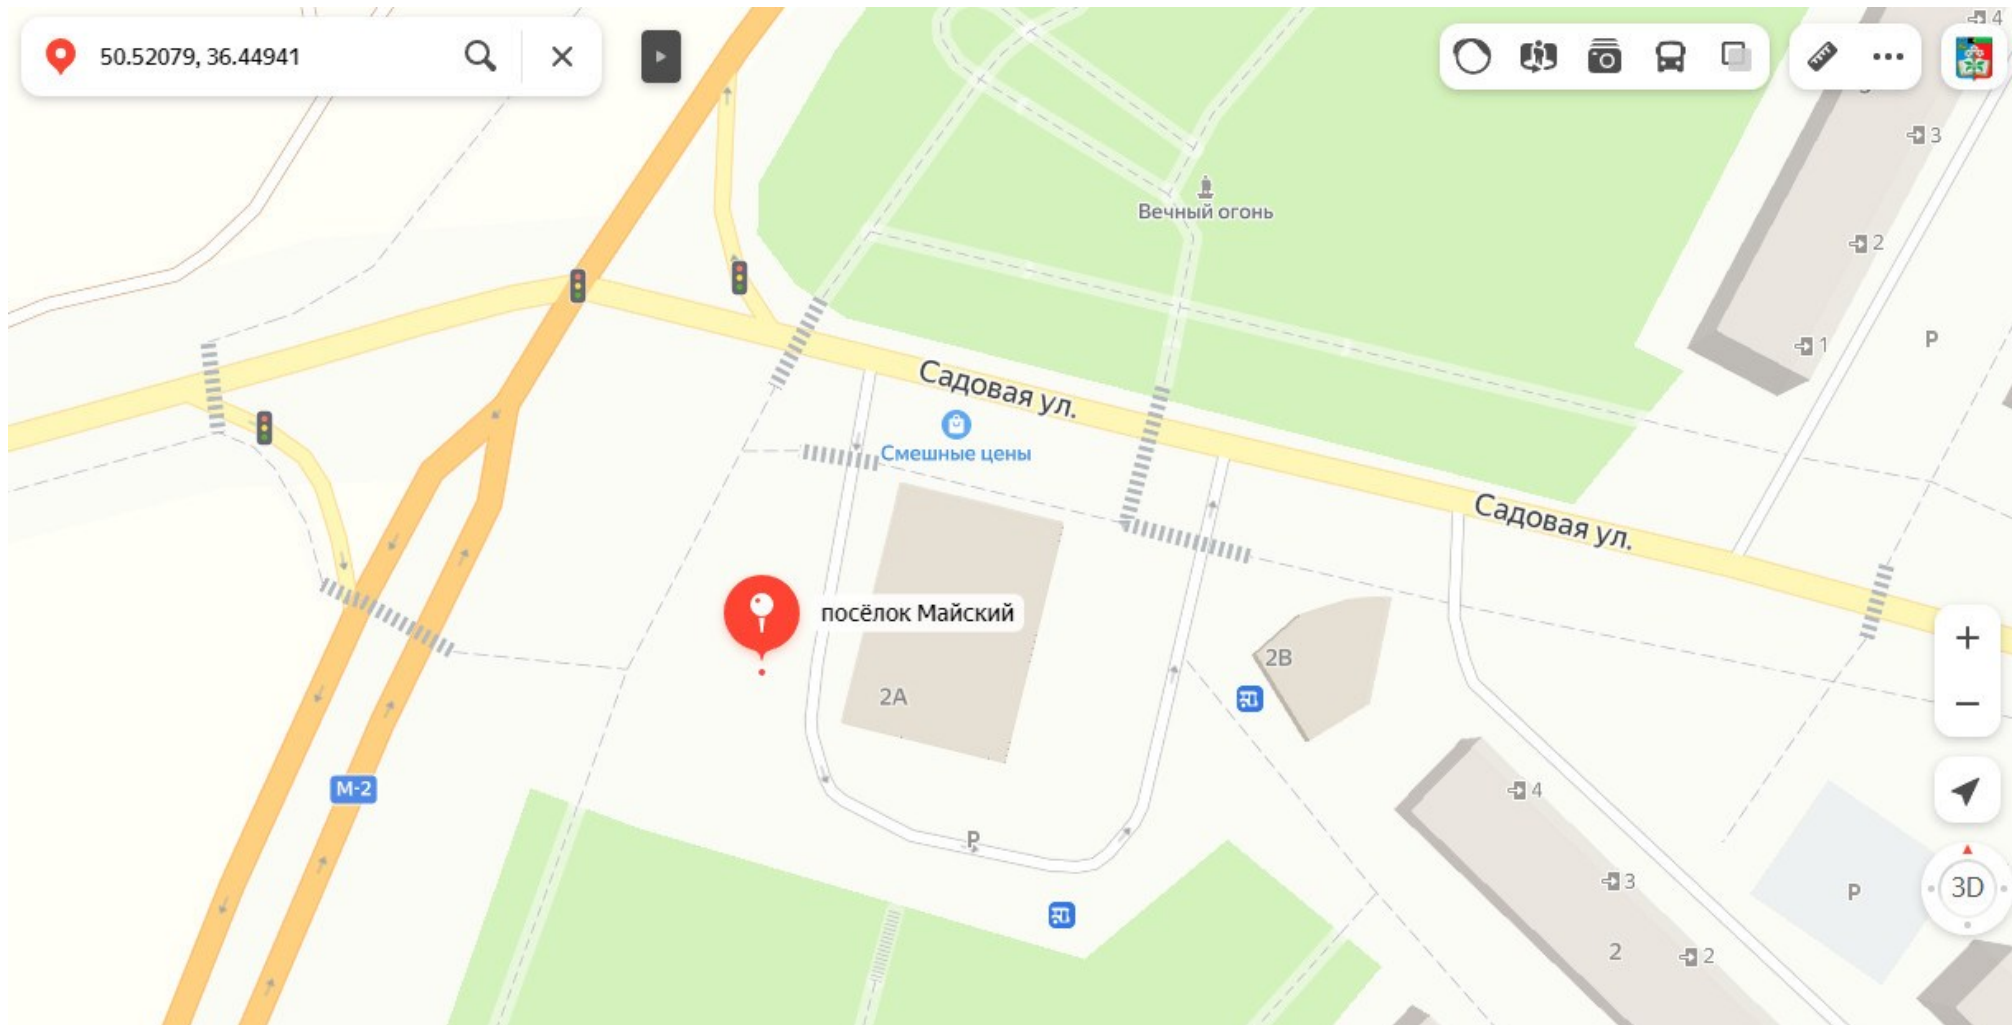 50.52079, 36.44941
4
3
2
1
P
Вечный огонь
Садовая ул.
Смешные цены
Садовая ул.
посёлок Майский
2А
2В
М-2
P
4
3
2
2
P
3D